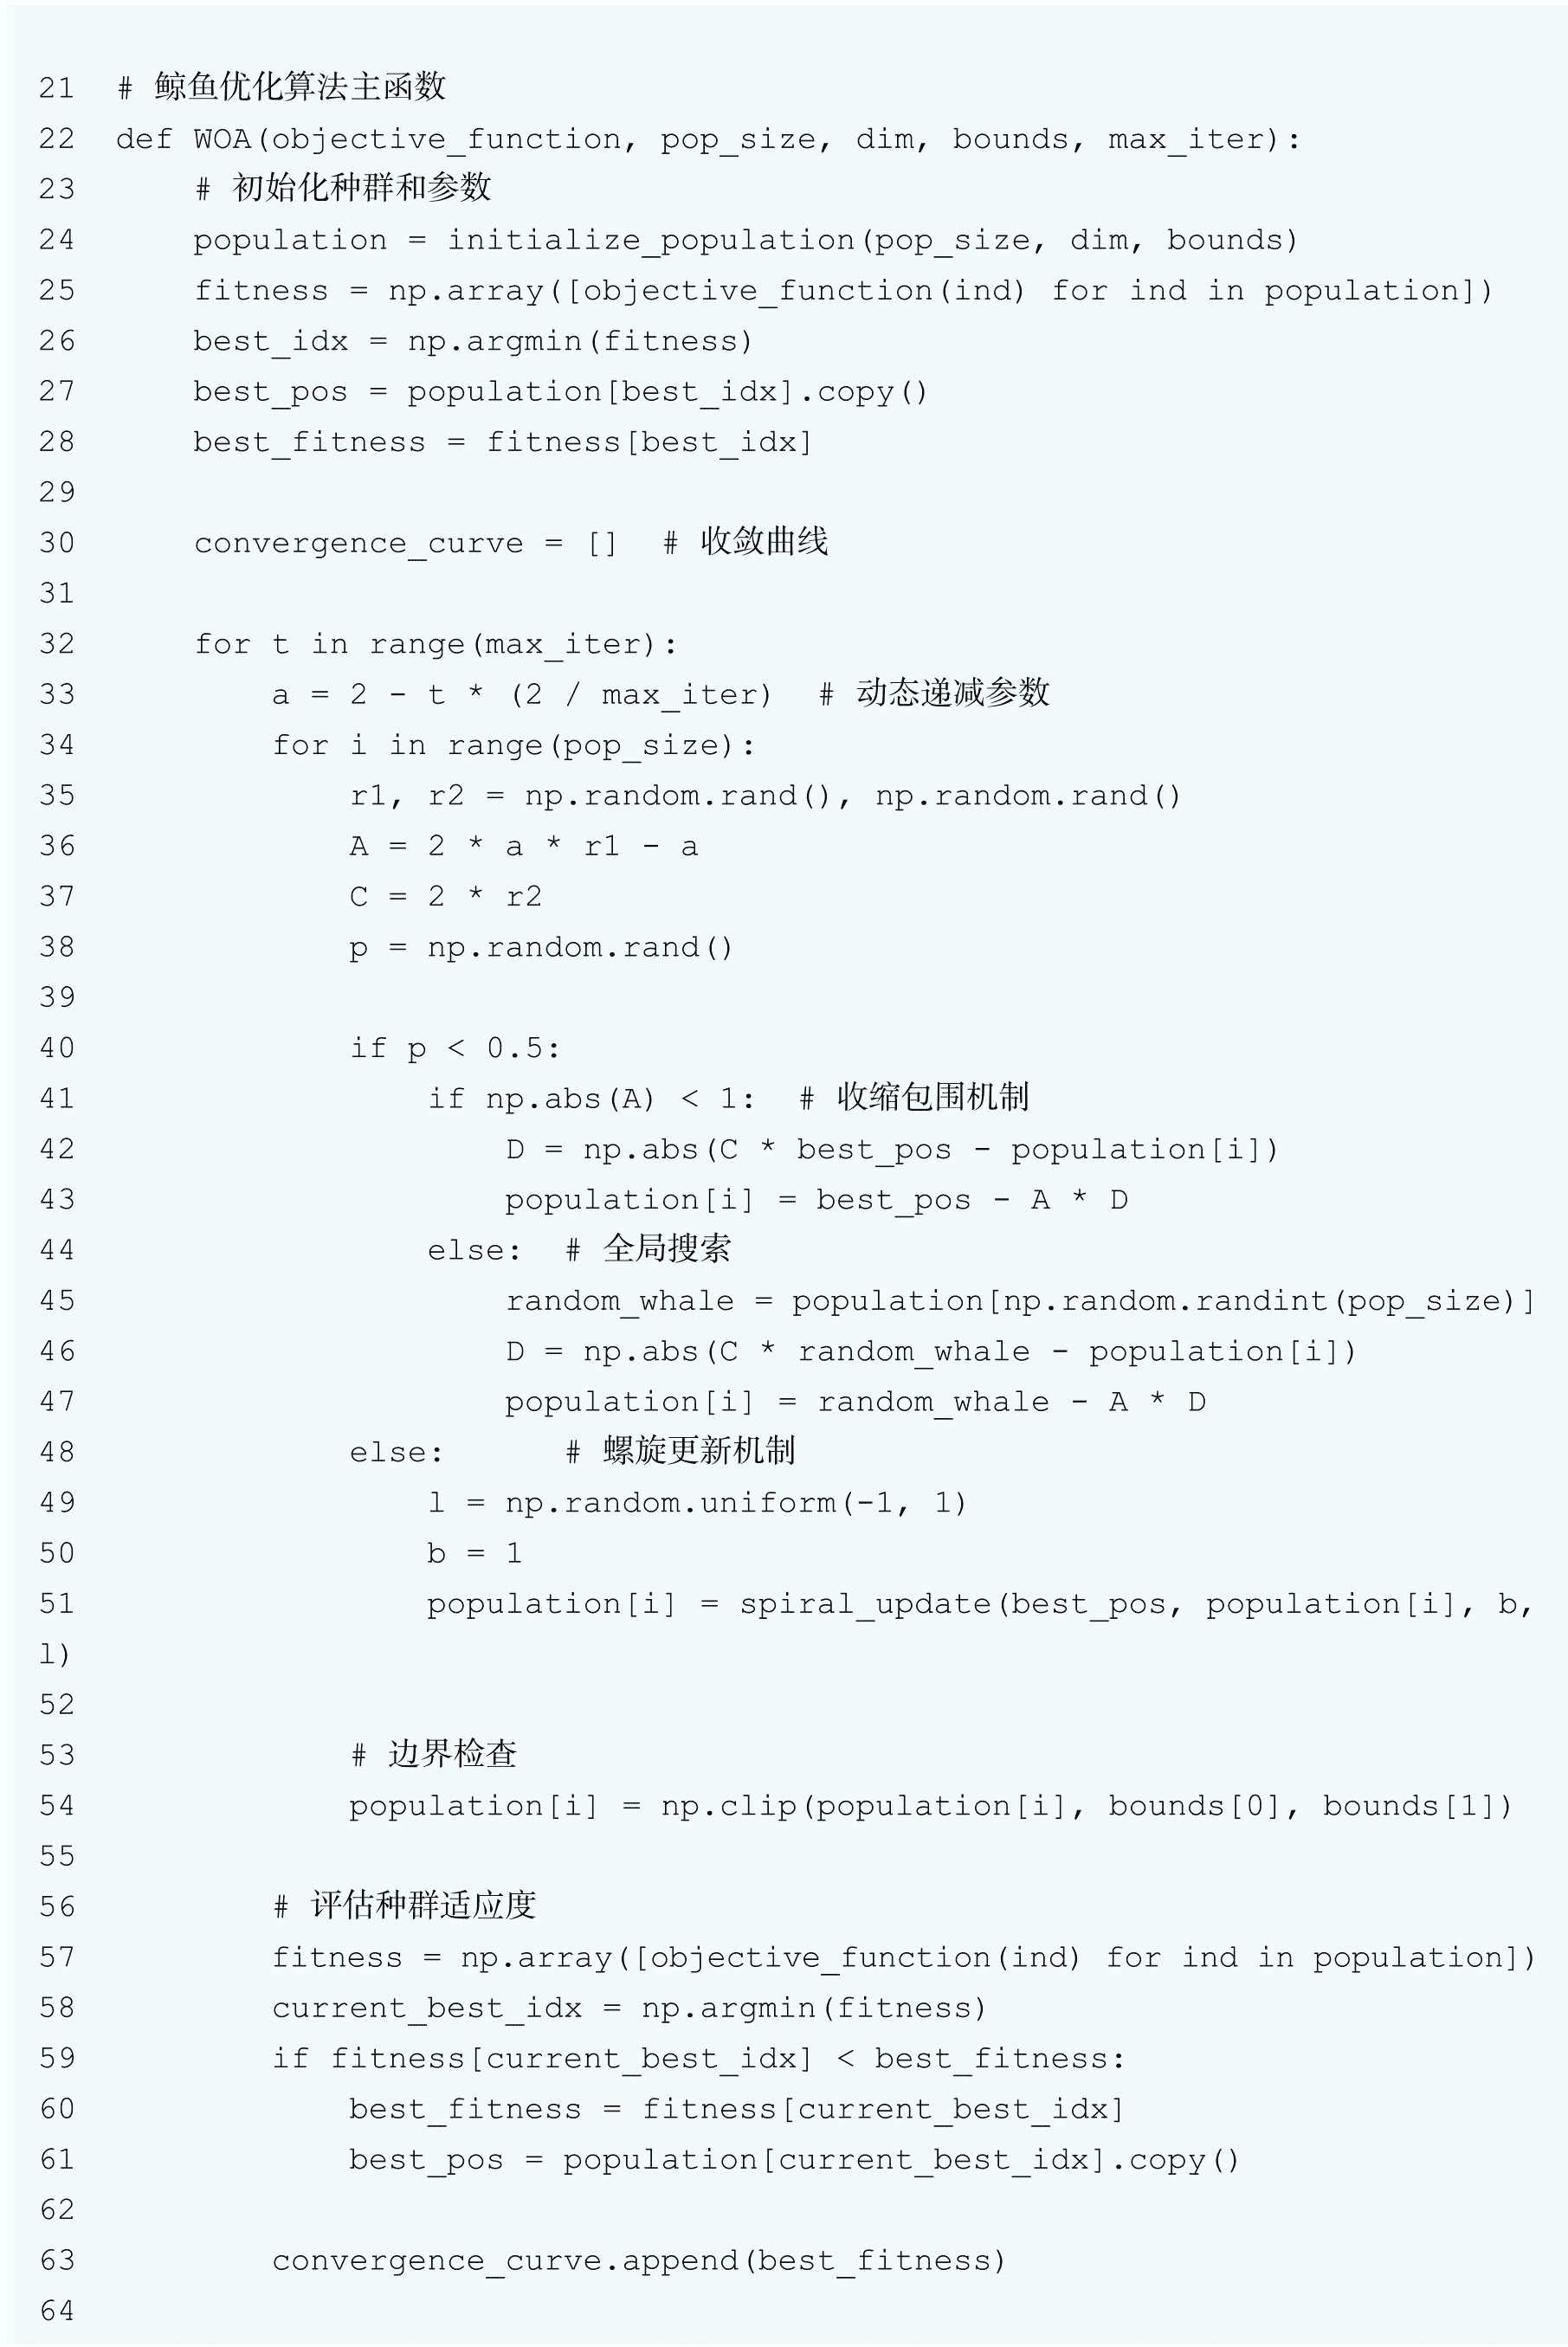 21  # 鲸鱼优化算法主函数
22  def WOA(objective_function, pop_size, dim, bounds, max_iter):
23      # 初始化种群和参数
24      population = initialize_population(pop_size, dim, bounds)
25      fitness = np.array([objective_function(ind) for ind in population])
26      best_idx = np.argmin(fitness)
27      best_pos = population[best_idx].copy()
28      best_fitness = fitness[best_idx]
29
30      convergence_curve = []  # 收敛曲线
31
32      for t in range(max_iter):
33          a = 2 - t * (2 / max_iter)  # 动态递减参数
34          for i in range(pop_size):
35              r1, r2 = np.random.rand(), np.random.rand()
36              A = 2 * a * r1 - a
37              C = 2 * r2
38              p = np.random.rand()
39
40              if p < 0.5:
41                  if np.abs(A) < 1:  # 收缩包围机制
42                      D = np.abs(C * best_pos - population[i])
43                      population[i] = best_pos - A * D
44                  else:  # 全局搜索
45                      random_whale = population[np.random.randint(pop_size)]
46                      D = np.abs(C * random_whale - population[i])
47                      population[i] = random_whale - A * D
48              else:      # 螺旋更新机制
49                  l = np.random.uniform(-1, 1)
50                  b = 1
51                  population[i] = spiral_update(best_pos, population[i], b,
l)
52
53              # 边界检查
54              population[i] = np.clip(population[i], bounds[0], bounds[1])
55
56          # 评估种群适应度
57          fitness = np.array([objective_function(ind) for ind in population])
58          current_best_idx = np.argmin(fitness)
59          if fitness[current_best_idx] < best_fitness:
60              best_fitness = fitness[current_best_idx]
61              best_pos = population[current_best_idx].copy()
62
63          convergence_curve.append(best_fitness)
64